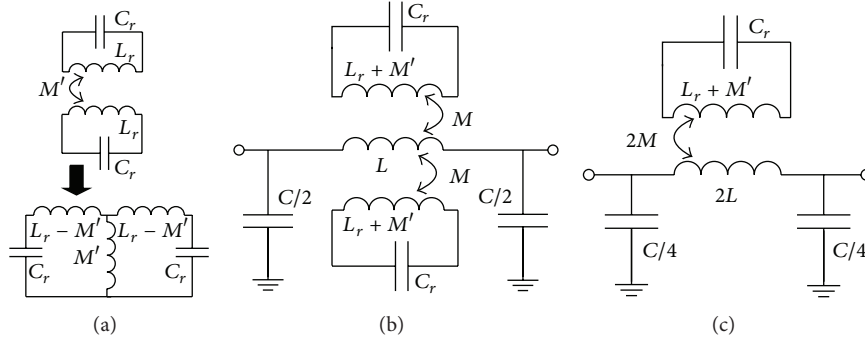 C_r
L_r
M′
L_r
C_r
L_r − M′ L_r − M′
C_r M′ C_r
(a)
C_r
L_r + M′
M
L
M
C/2 C/2
L_r + M′
C_r
(b)
C_r
L_r + M′
2M
2L
C/4 C/4
(c)